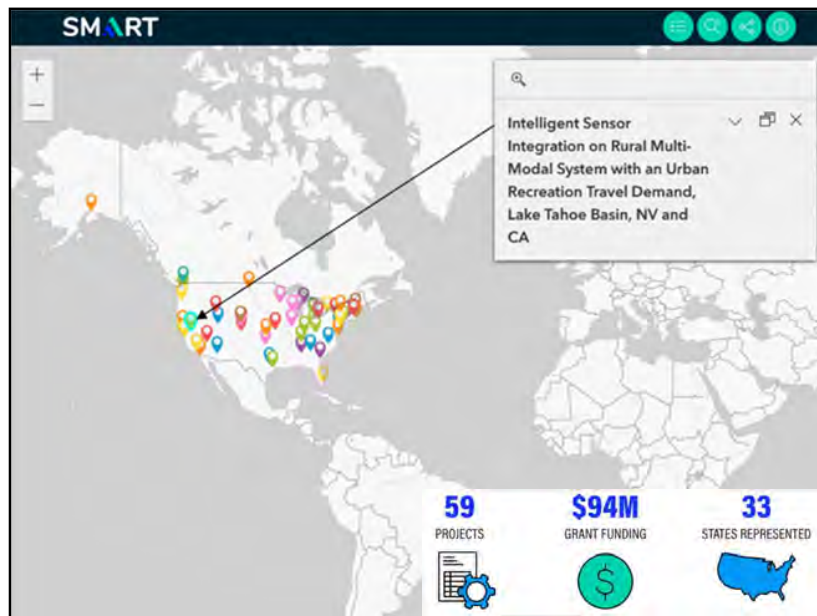 SMART
+
−
Intelligent Sensor
Integration on Rural Multi-
Modal System with an Urban
Recreation Travel Demand,
Lake Tahoe Basin, NV and
CA
59
PROJECTS
$94M
GRANT FUNDING
$
33
STATES REPRESENTED